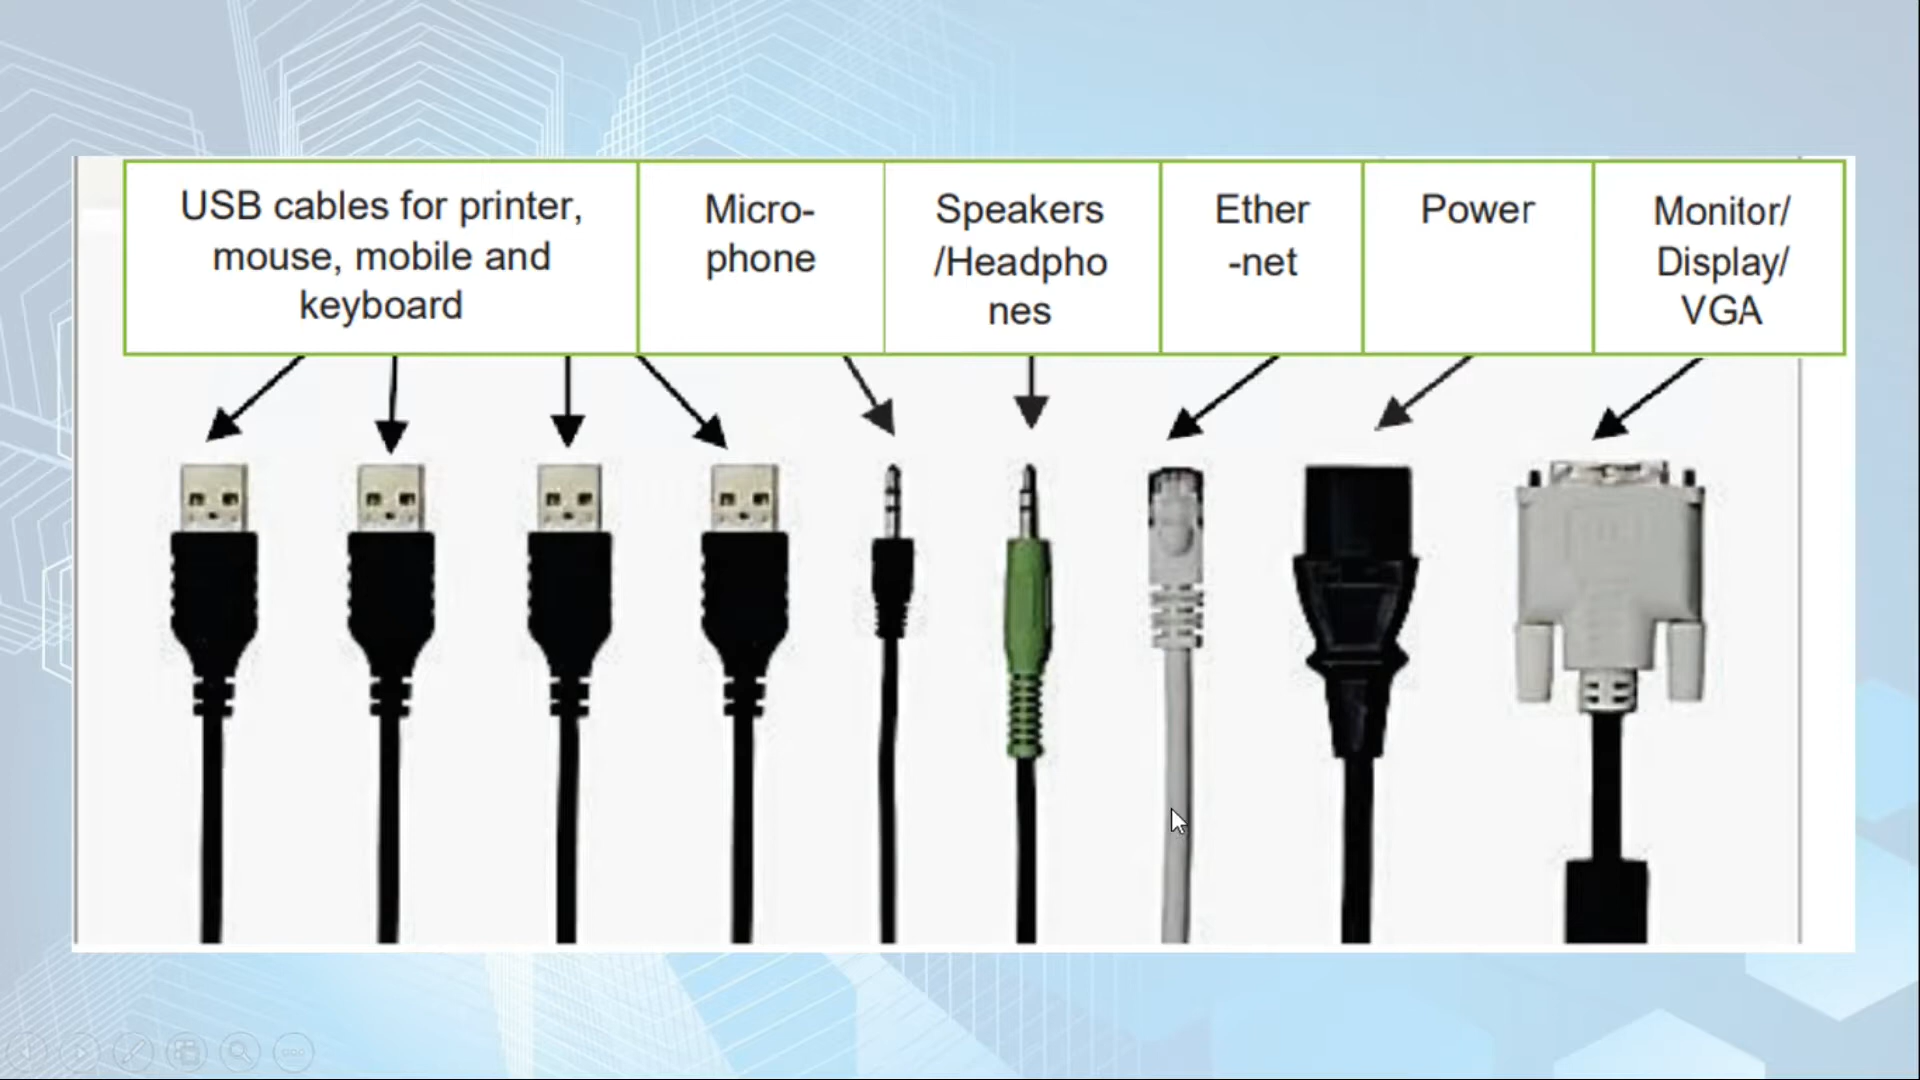 USB cables for printer,
mouse, mobile and
keyboard
Micro-
phone
Speakers
/Headpho
nes
Ether
-net
Power
Monitor/
Display/
VGA